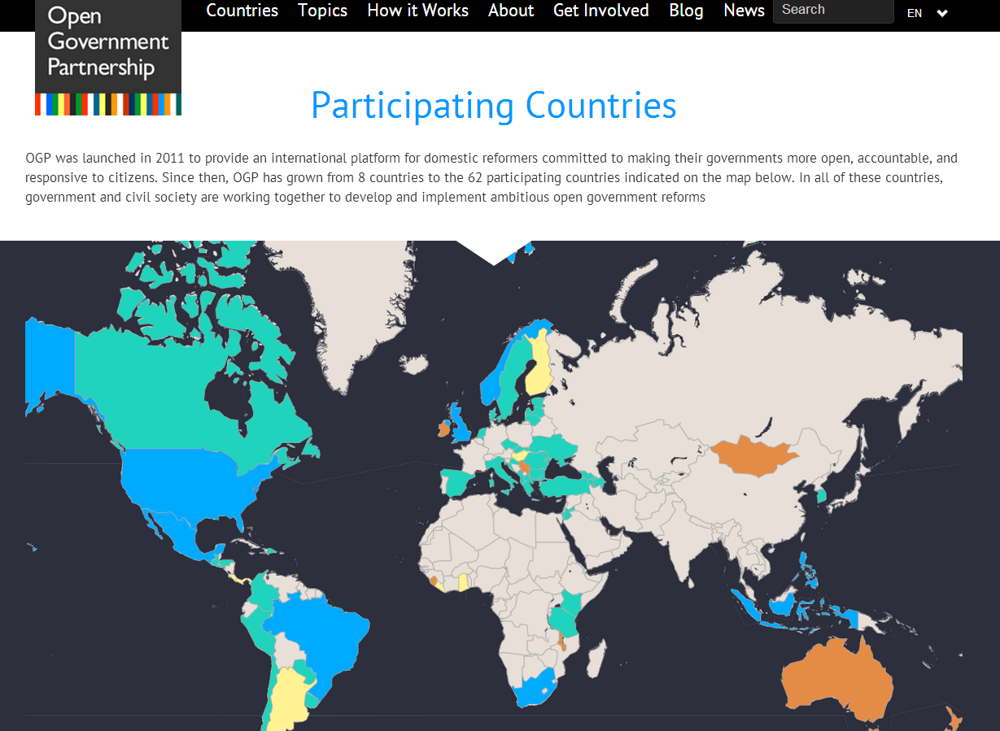 Countries Topics How it Works About Get Involved Blog News Search EN
Open
Government
Partnership
Participating Countries
OGP was launched in 2011 to provide an international platform for domestic reformers committed to making their governments more open, accountable, and
responsive to citizens. Since then, OGP has grown from 8 countries to the 62 participating countries indicated on the map below. In all of these countries,
government and civil society are working together to develop and implement ambitious open government reforms